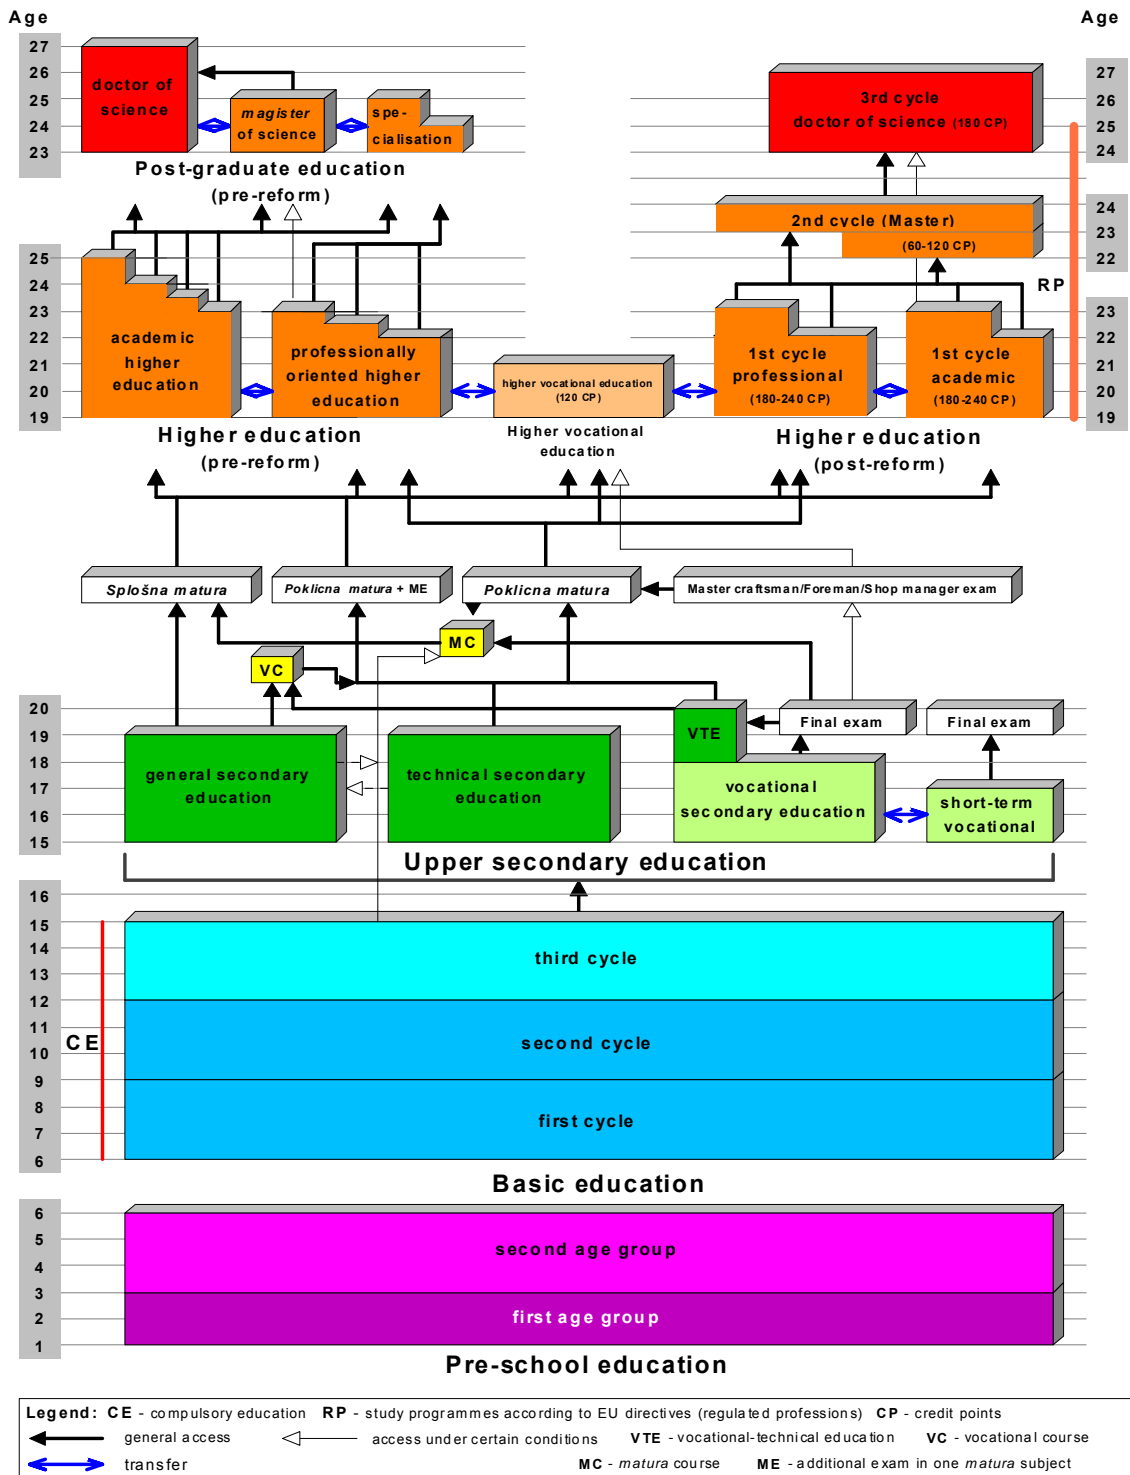 Age
Age
27
26
25
24
23
27
26
25
24
doctor of
science
magister
of science
spe-
cialisation
3rd cycle
doctor of science (180 CP)
Post-graduate education
(pre-reform)
24
23
22
2nd cycle (Master)
(60-120 CP)
RP
25
24
23
22
21
20
19
23
22
21
20
19
academic
higher
education
professionally
oriented higher
education
higher vocational education
(120 CP)
1st cycle
professional
(180-240 CP)
1st cycle
academic
(180-240 CP)
Higher education
(pre-reform)
Higher vocational
education
Higher education
(post-reform)
Splošna matura
Poklicna matura + ME
Poklicna matura
Master craftsman/Foreman/Shop manager exam
MC
VC
20
19
18
17
16
15
VTE
Final exam
Final exam
general secondary
education
technical secondary
education
vocational
secondary education
short-term
vocational
Upper secondary education
16
15
14
13
12
11
10
9
8
7
6
CE
third cycle
second cycle
first cycle
Basic education
6
5
4
3
2
1
second age group
first age group
Pre-school education
Legend: CE - compulsory education RP - study programmes according to EU directives (regulated professions) CP - credit points
general access access under certain conditions VTE - vocational-technical education VC - vocational course
transfer MC - matura course ME - additional exam in one matura subject